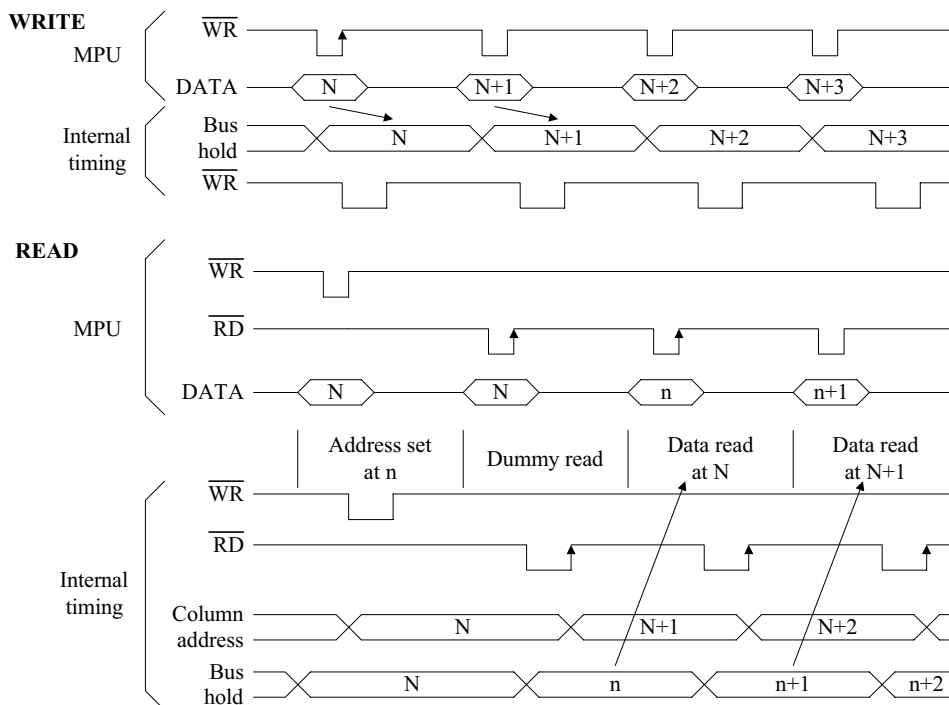 WRITE
MPU
WR
DATA N N+1 N+2 N+3
Internal timing
Bus hold N N+1 N+2 N+3
WR
READ
MPU
WR
RD
DATA N N n n+1
Address set at n Dummy read Data read at N Data read at N+1
Internal timing
WR
RD
Column address N N+1 N+2
Bus hold N n n+1 n+2